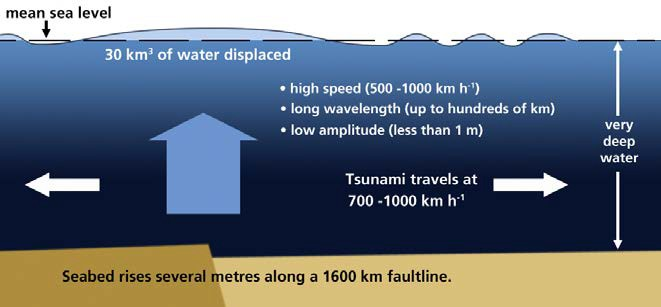 mean sea level
30 km³ of water displaced
• high speed (500 -1000 km h⁻¹)
• long wavelength (up to hundreds of km)
• low amplitude (less than 1 m)
very
deep
water
Tsunami travels at
700 -1000 km h⁻¹
Seabed rises several metres along a 1600 km faultline.